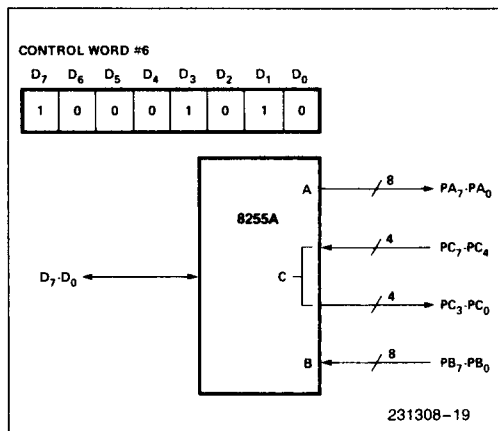 CONTROL WORD #6
D7 D6 D5 D4 D3 D2 D1 D0
1 0 0 0 1 0 1 0
A
8
PA7-PA0
8255A
4
PC7-PC4
D7-D0
C
4
PC3-PC0
B
8
PB7-PB0
231308-19